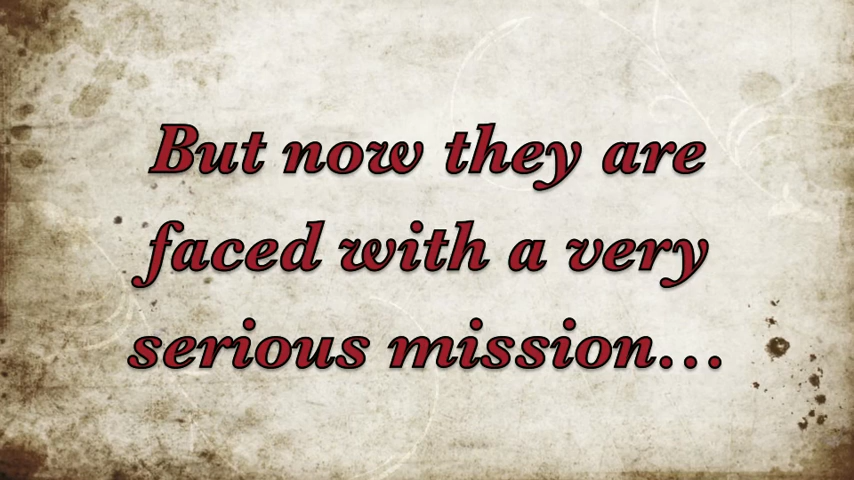 But now they are
faced with a very
serious mission...